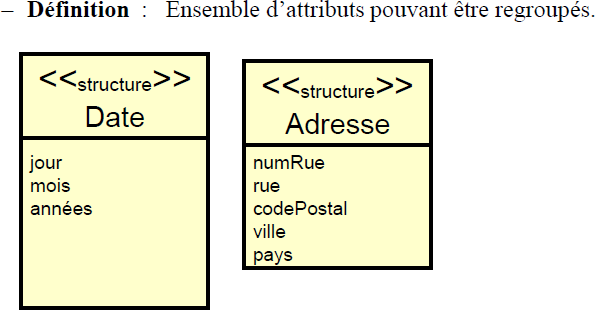 – Définition : Ensemble d’attributs pouvant être regroupés.
<<structure>>
Date
jour
mois
années
<<structure>>
Adresse
numRue
rue
codePostal
ville
pays